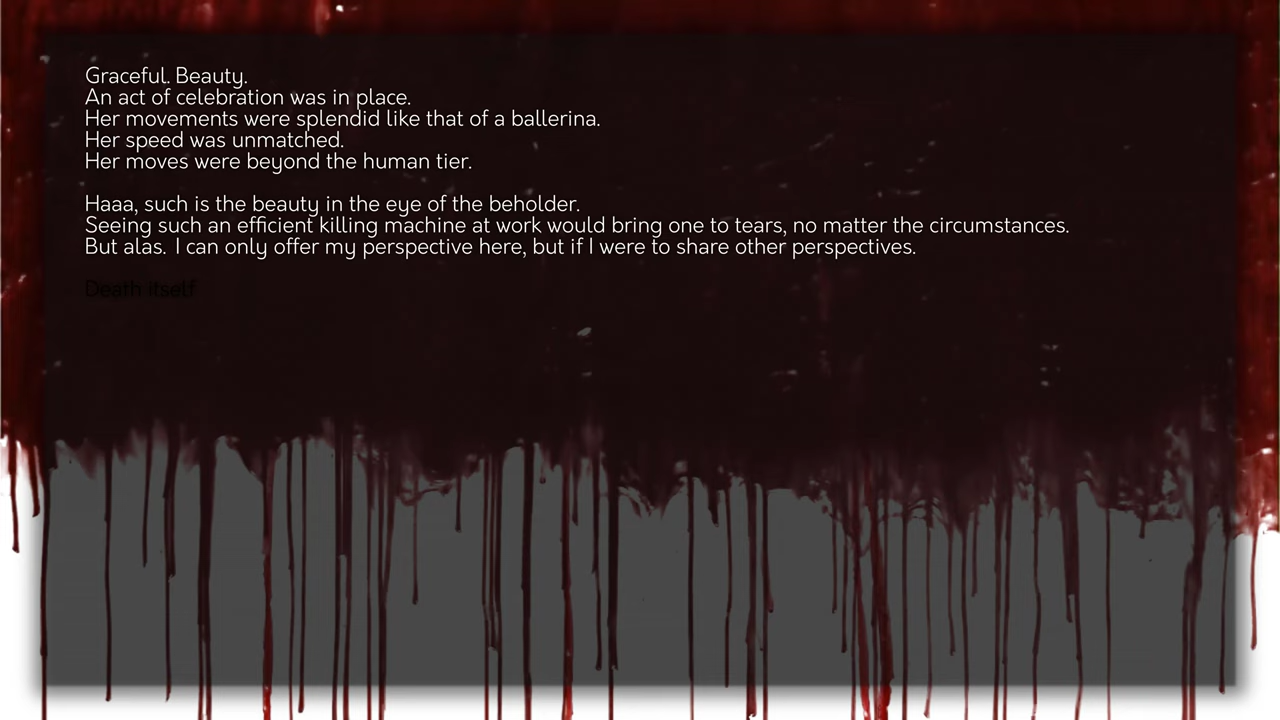 Graceful. Beauty.
An act of celebration was in place.
Her movements were splendid like that of a ballerina.
Her speed was unmatched.
Her moves were beyond the human tier.
Haaa, such is the beauty in the eye of the beholder.
Seeing such an efficient killing machine at work would bring one to tears, no matter the circumstances.
But alas. I can only offer my perspective here, but if I were to share other perspectives.
Death itself